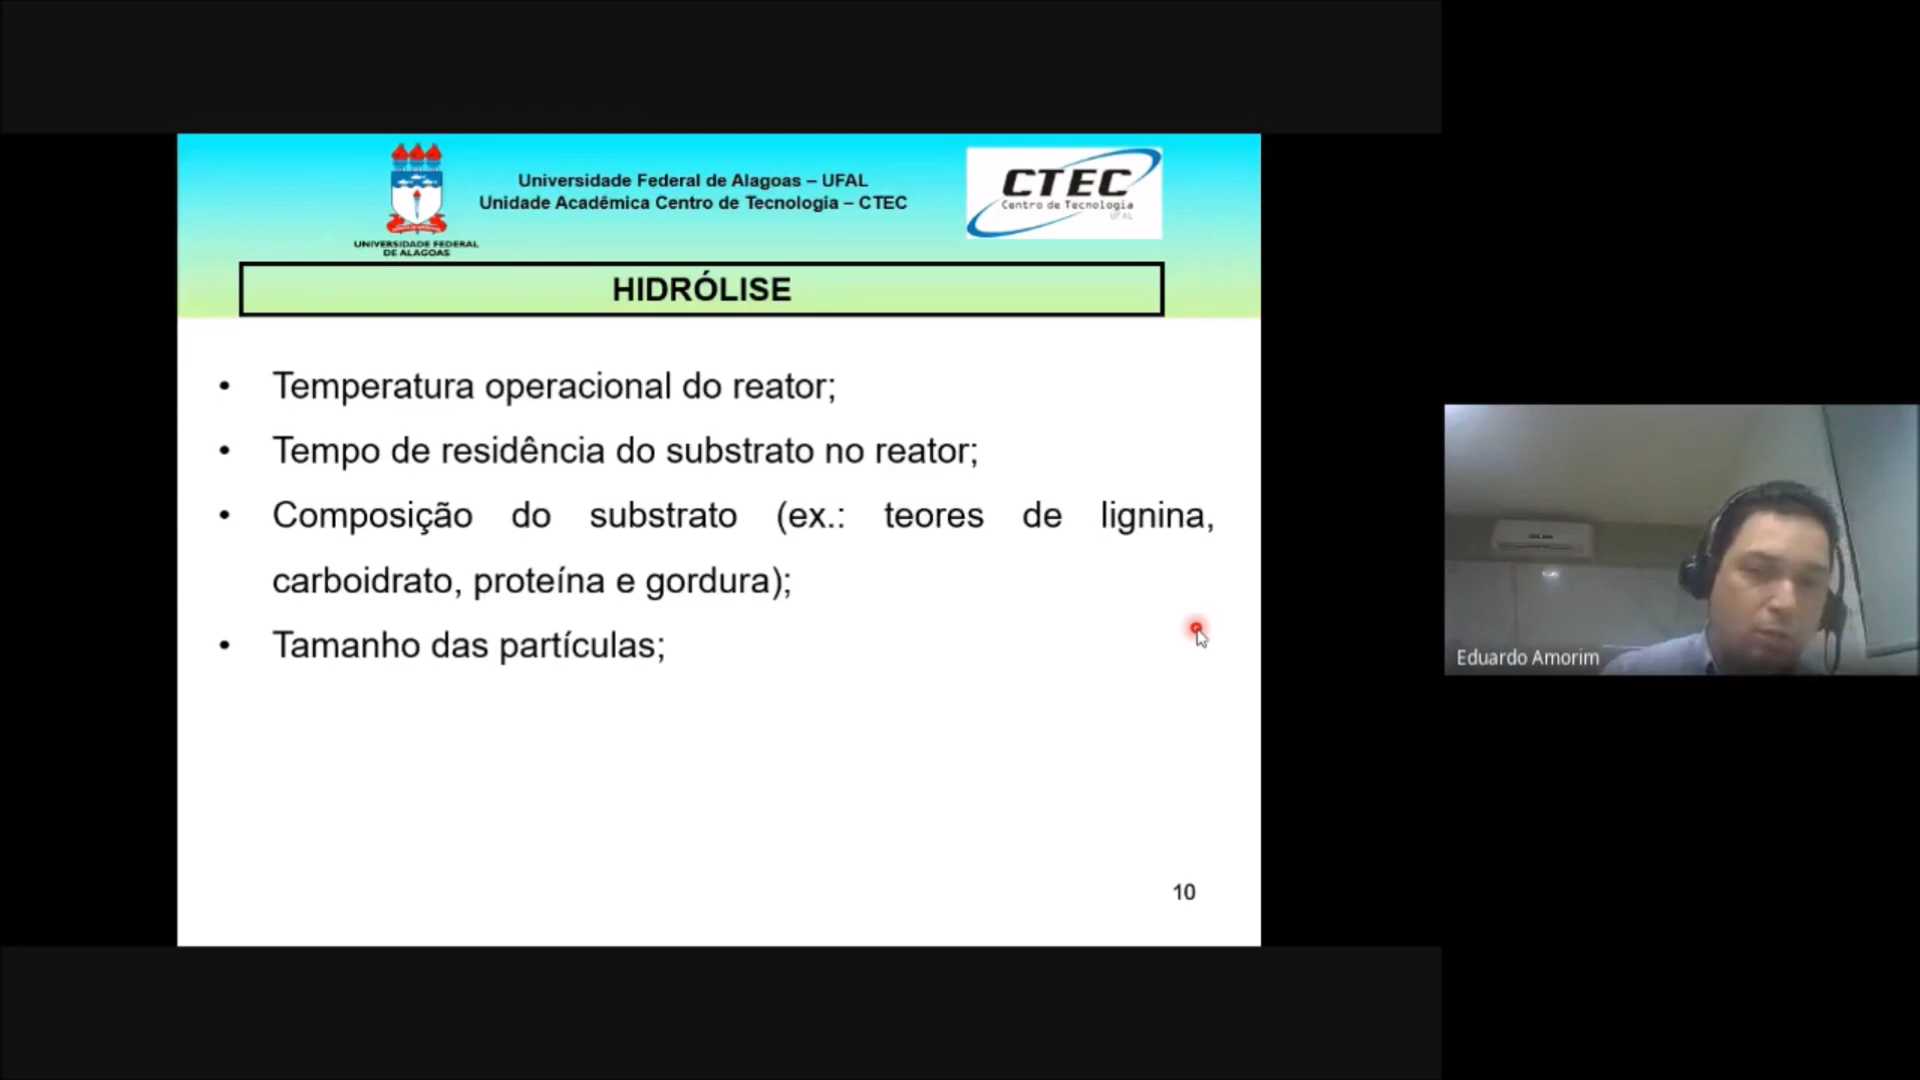 Universidade Federal de Alagoas – UFAL
Unidade Acadêmica Centro de Tecnologia – CTEC
UNIVERSIDADE FEDERAL
DE ALAGOAS
CTEC
Centro de Tecnologia
UFAL
HIDRÓLISE
• Temperatura operacional do reator;
• Tempo de residência do substrato no reator;
• Composição do substrato (ex.: teores de lignina,
carboidrato, proteína e gordura);
• Tamanho das partículas;
10
Eduardo Amorim